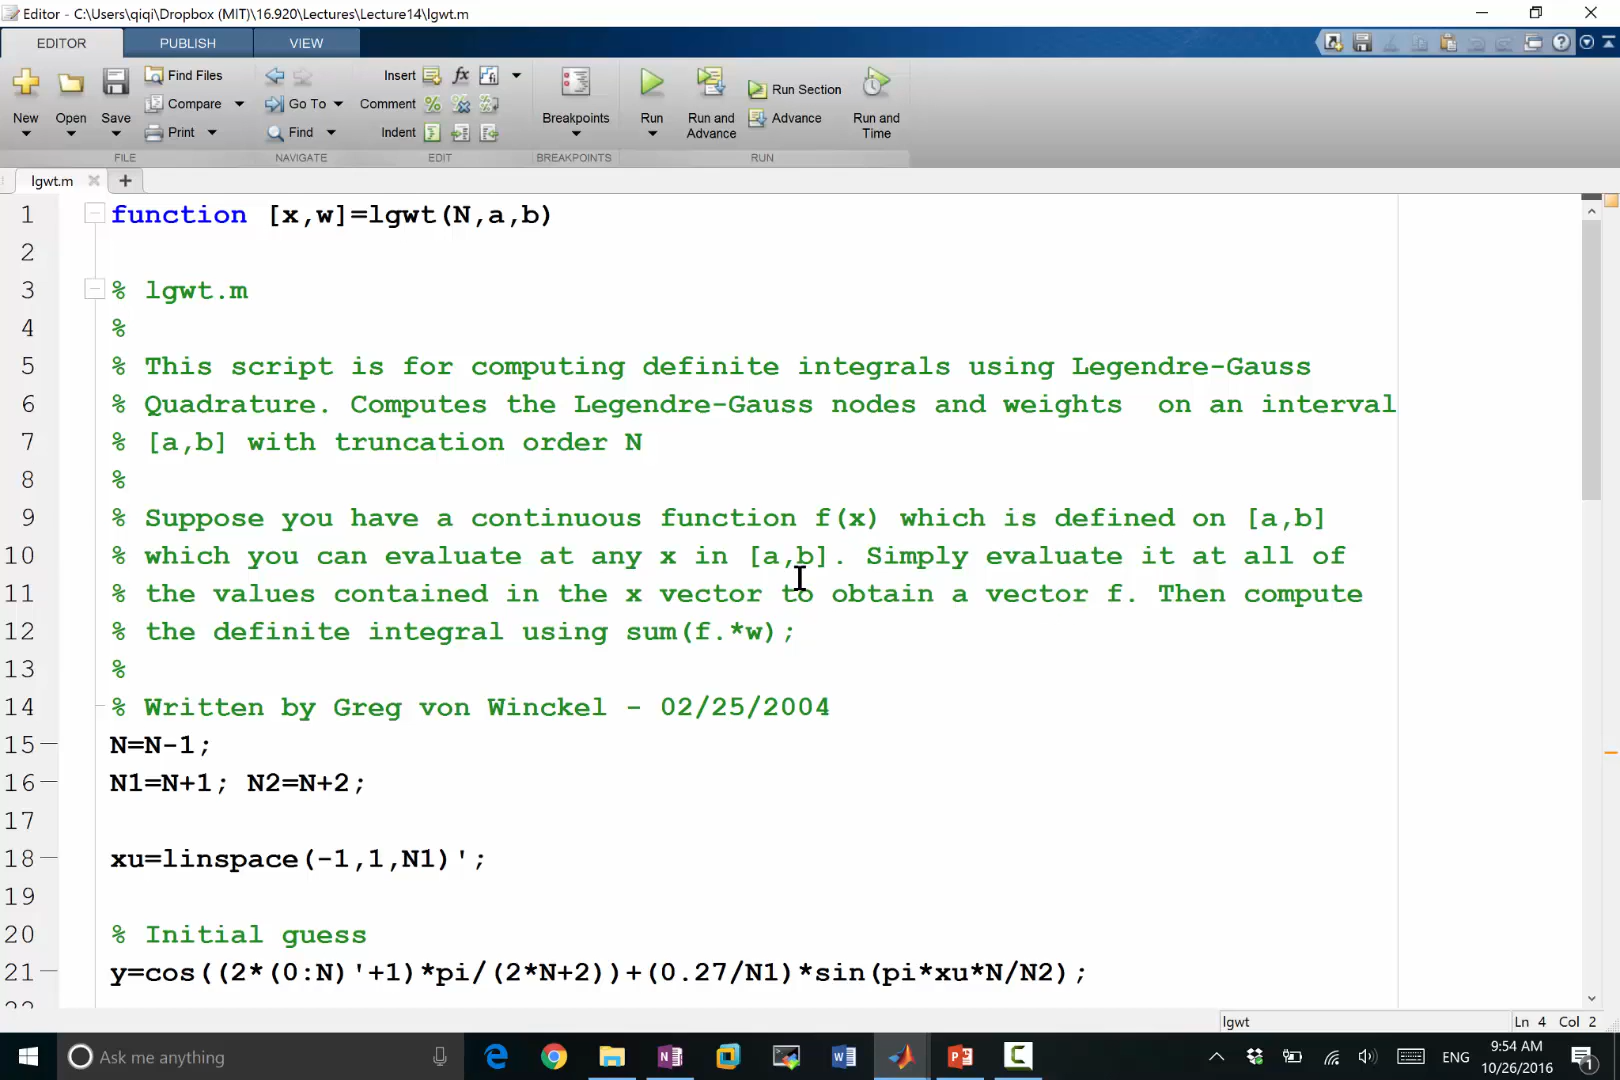 Editor - C:\Users\qiqi\Dropbox (MIT)\16.920\Lectures\Lecture14\lgwt.m
EDITOR PUBLISH VIEW
New Open Save Find Files Compare Print
Go To Find
Insert fx
Comment
Indent
Breakpoints
Run Run and Advance Run Section Advance Run and Time
FILE NAVIGATE EDIT BREAKPOINTS RUN
lgwt.m
1 function [x,w]=lgwt(N,a,b)
2
3 % lgwt.m
4 %
5 % This script is for computing definite integrals using Legendre-Gauss
6 % Quadrature. Computes the Legendre-Gauss nodes and weights  on an interval
7 % [a,b] with truncation order N
8 %
9 % Suppose you have a continuous function f(x) which is defined on [a,b]
10 % which you can evaluate at any x in [a,b]. Simply evaluate it at all of
11 % the values contained in the x vector to obtain a vector f. Then compute
12 % the definite integral using sum(f.*w);
13 %
14 % Written by Greg von Winckel - 02/25/2004
15 N=N-1;
16 N1=N+1; N2=N+2;
17
18 xu=linspace(-1,1,N1)';
19
20 % Initial guess
21 y=cos((2*(0:N)'+1)*pi/(2*N+2))+(0.27/N1)*sin(pi*xu*N/N2);
lgwt Ln 4 Col 2
Ask me anything
ENG
9:54 AM
10/26/2016
1